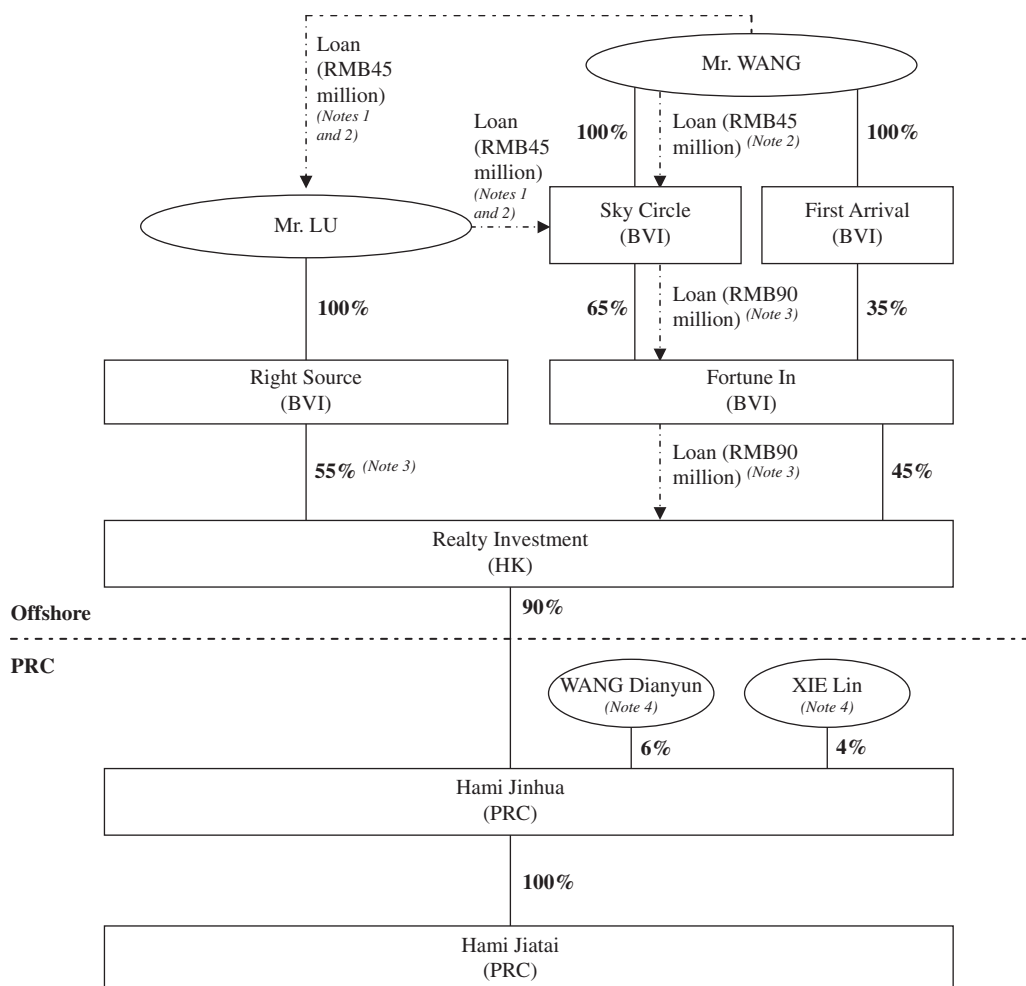 Loan
(RMB45
million)
(Notes 1
and 2)
Mr. WANG
Loan
(RMB45
million)
(Notes 1
and 2)
100%
Loan (RMB45
million) (Note 2)
100%
Mr. LU
Sky Circle
(BVI)
First Arrival
(BVI)
100%
65%
Loan (RMB90
million) (Note 3)
35%
Right Source
(BVI)
Fortune In
(BVI)
55% (Note 3)
Loan (RMB90
million) (Note 3)
45%
Realty Investment
(HK)
Offshore
90%
PRC
WANG Dianyun
(Note 4)
XIE Lin
(Note 4)
6%
4%
Hami Jinhua
(PRC)
100%
Hami Jiatai
(PRC)